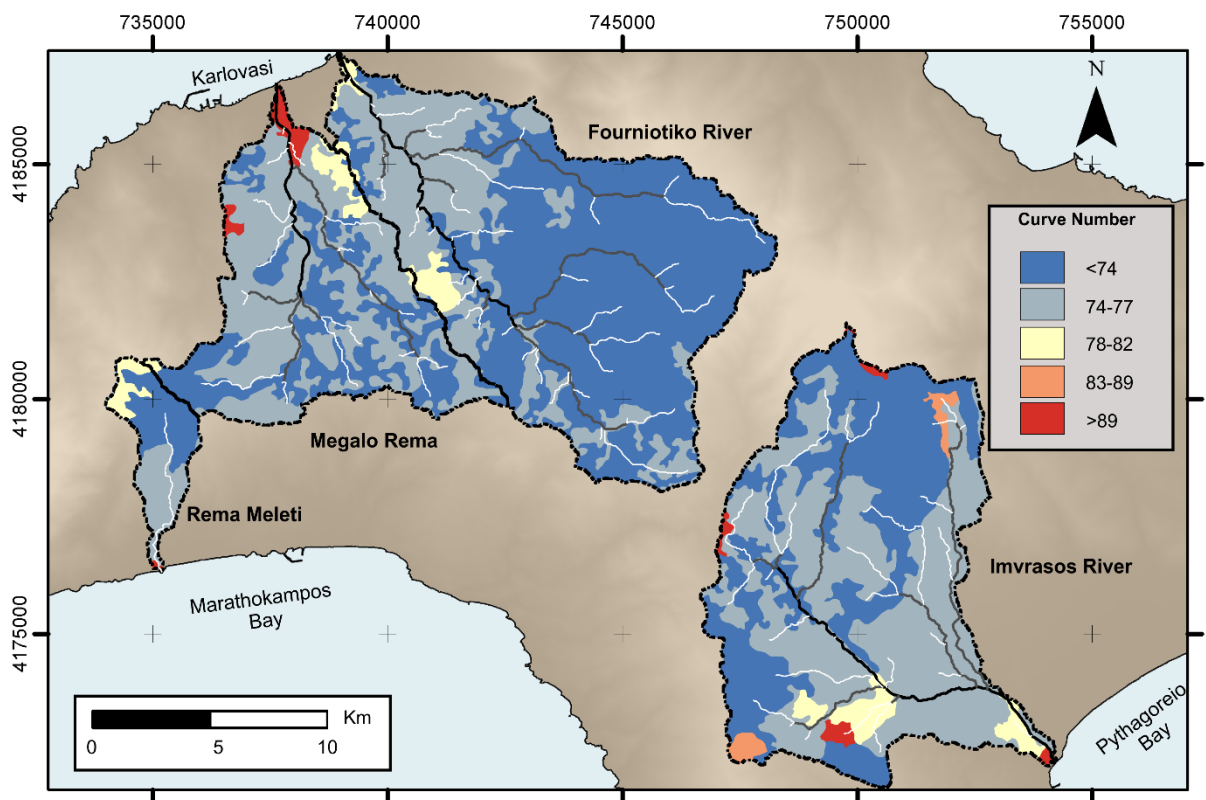 735000
740000
745000
750000
755000
4185000
4180000
4175000
Karlovasi
Fourniotiko River
N
Curve Number
<74
74-77
78-82
83-89
>89
Megalo Rema
Rema Meleti
Imvrasos River
Marathokampos
Bay
Pythagoreio
Bay
Km
0
5
10